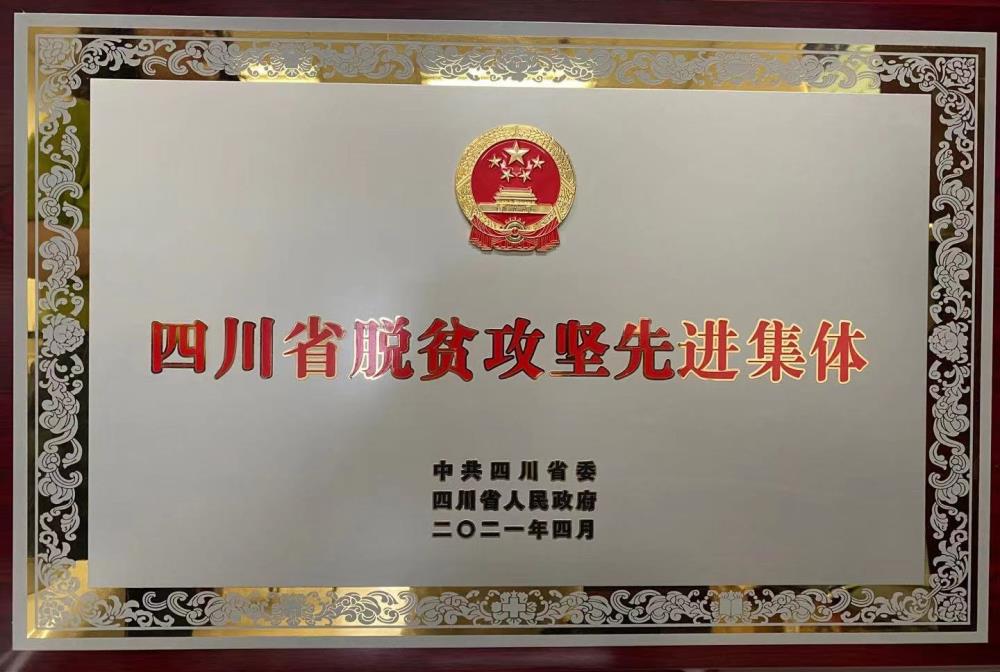 四川省脱贫攻坚先进集体
中共四川省委
四川省人民政府
二〇二一年四月